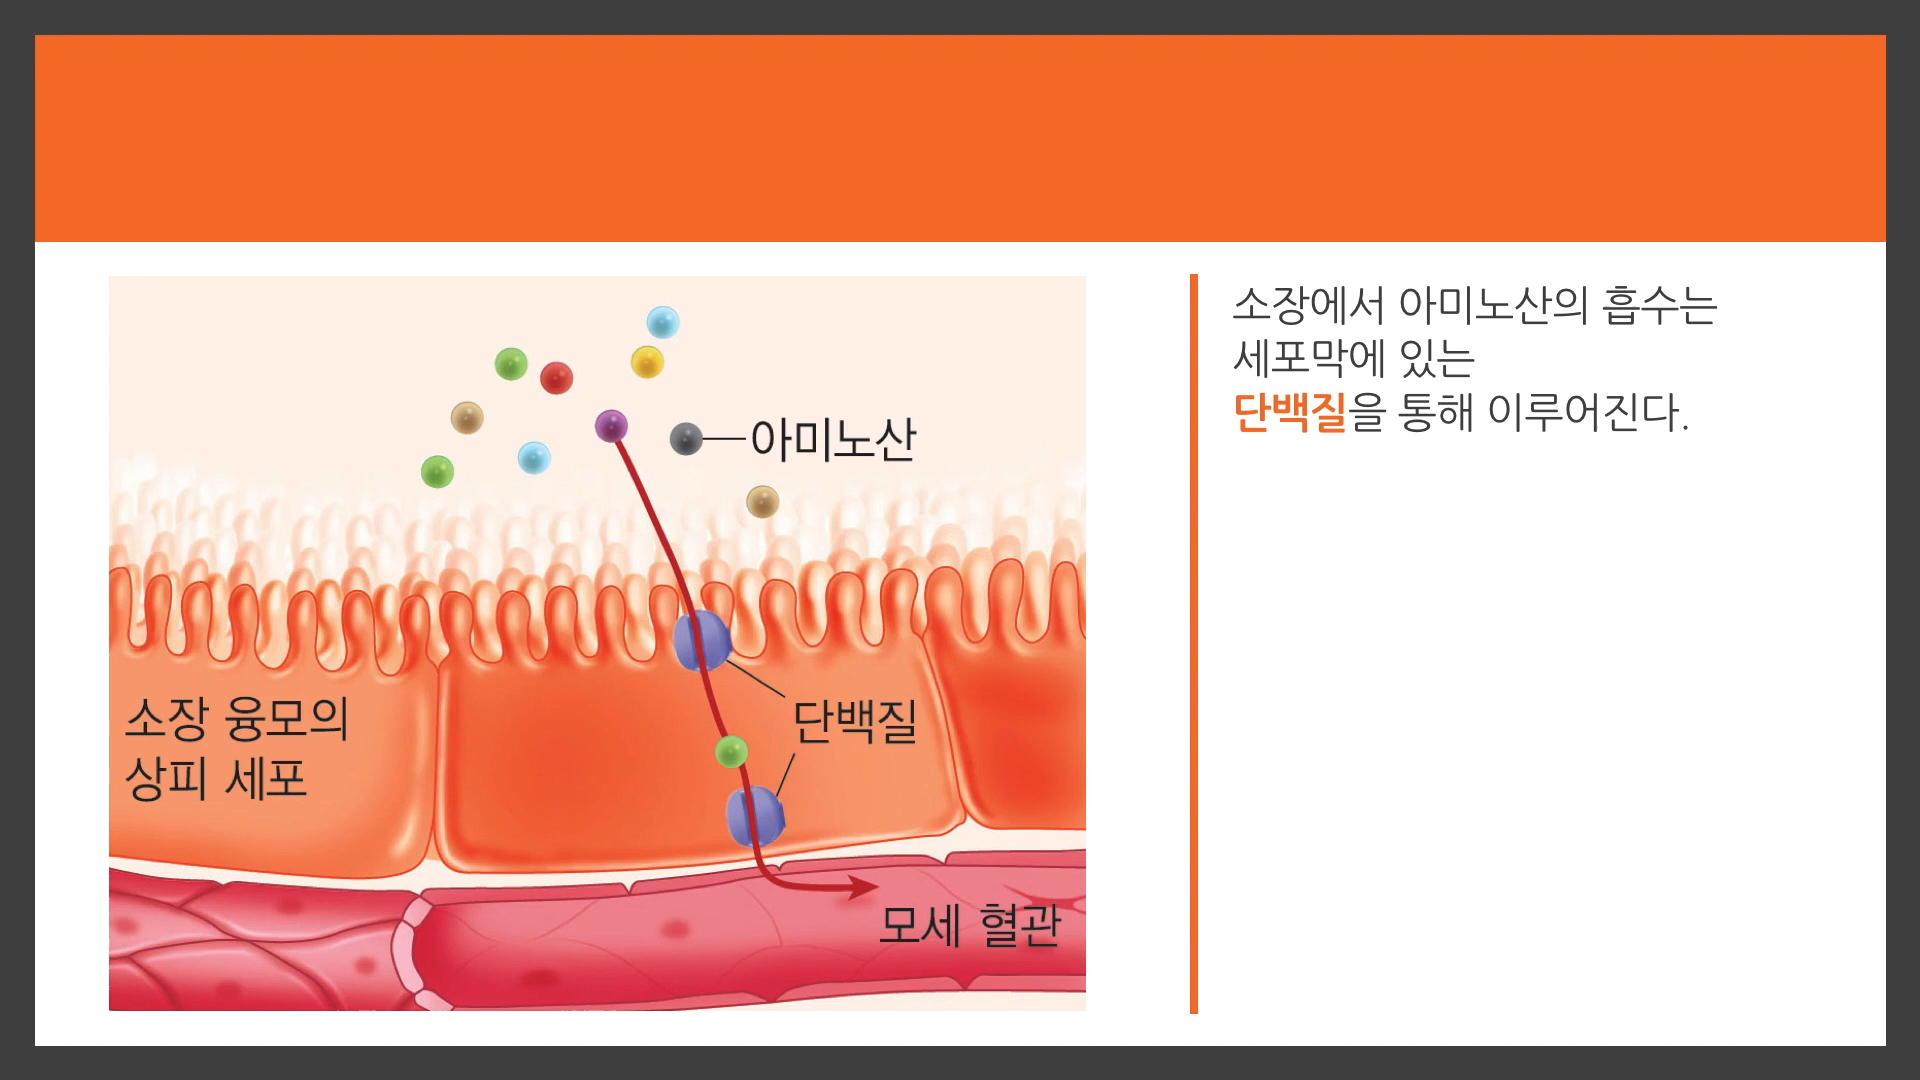 아미노산
소장 융모의
상피 세포
단백질
모세 혈관
소장에서 아미노산의 흡수는
세포막에 있는
단백질을 통해 이루어진다.